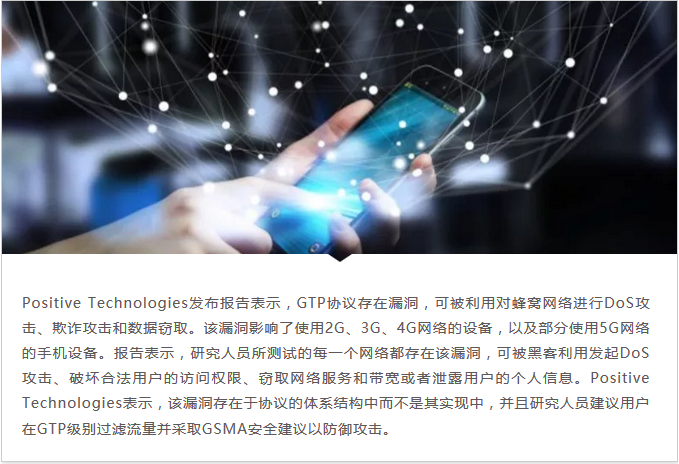 Positive Technologies发布报告表示，GTP协议存在漏洞，可被利用对蜂窝网络进行DoS攻
击、欺诈攻击和数据窃取。该漏洞影响了使用2G、3G、4G网络的设备，以及部分使用5G网络
的手机设备。报告表示，研究人员所测试的每一个网络都存在该漏洞，可被黑客利用发起DoS
攻击、破坏合法用户的访问权限、窃取网络服务和带宽或者泄露用户的个人信息。Positive
Technologies表示，该漏洞存在于协议的体系结构中而不是其实现中，并且研究人员建议用户
在GTP级别过滤流量并采取GSMA安全建议以防御攻击。